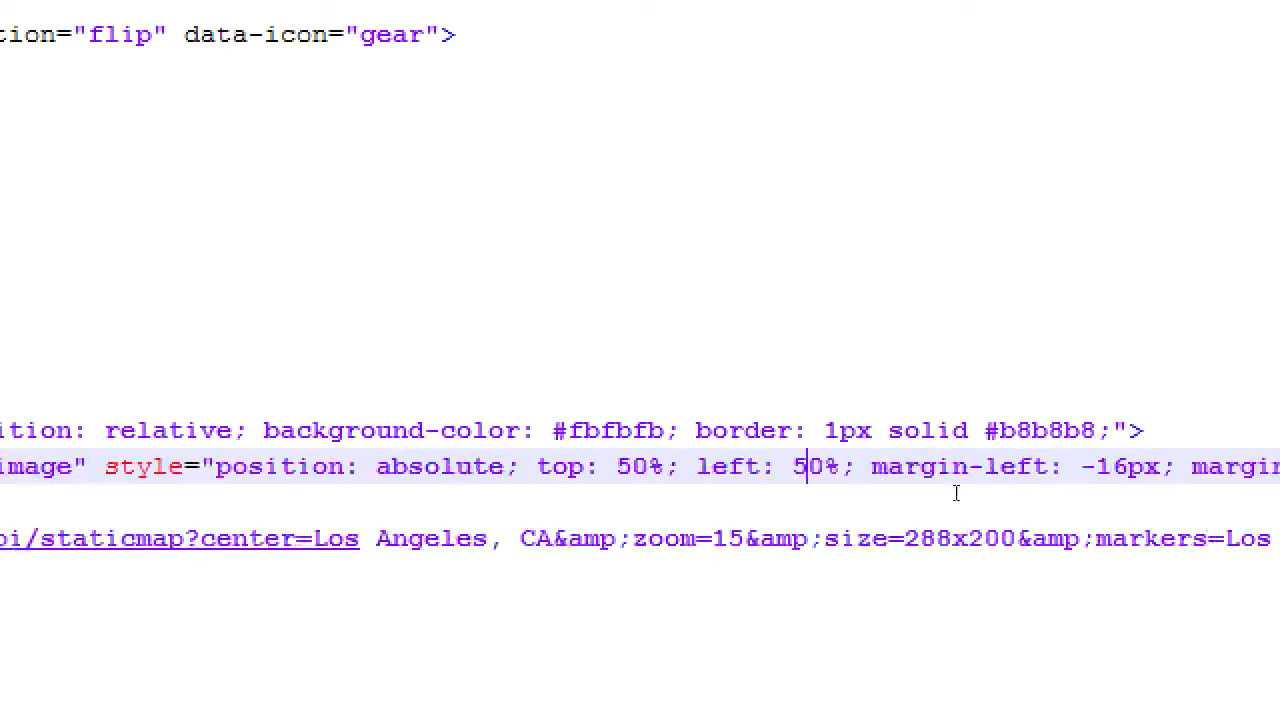 tion="flip" data-icon="gear">
ition: relative; background-color: #fbfbfb; border: 1px solid #b8b8b8;">
image" style="position: absolute; top: 50%; left: 50%; margin-left: -16px; margin
pi/staticmap?center=Los Angeles, CA&amp;zoom=15&amp;size=288x200&amp;markers=Los